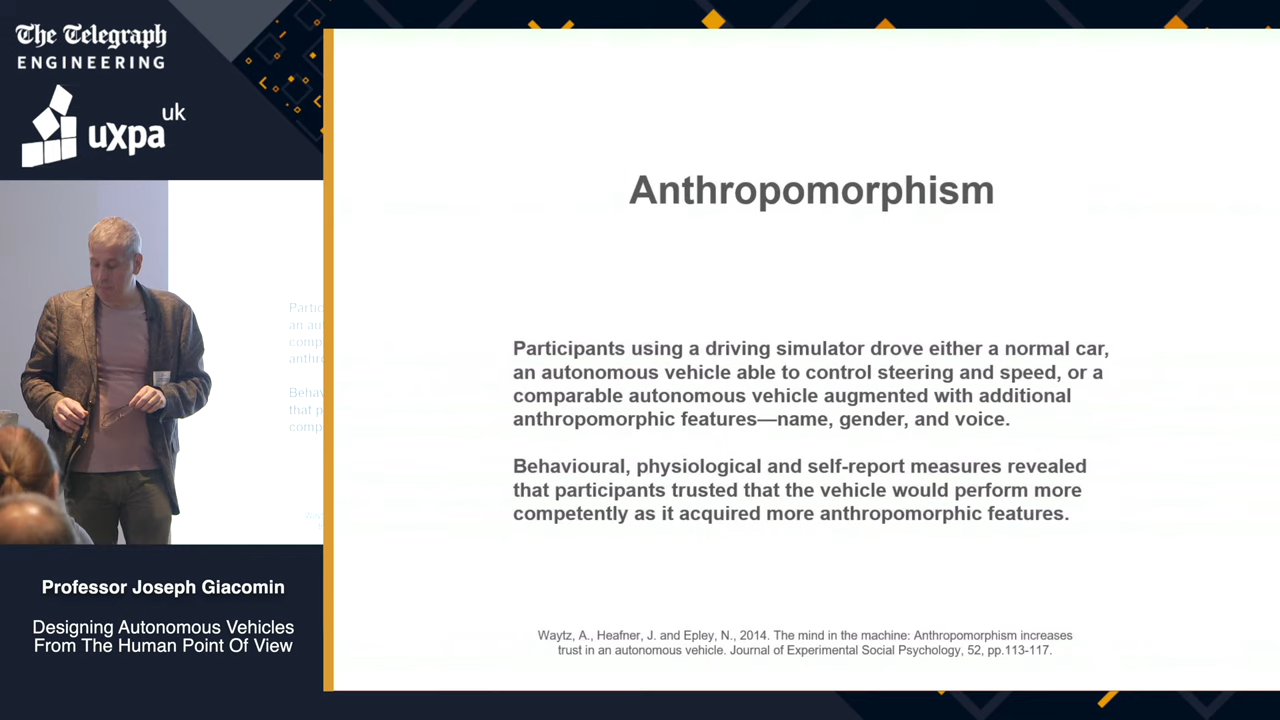 The Telegraph
ENGINEERING
uxpa uk
Anthropomorphism
Participants using a driving simulator drove either a normal car,
an autonomous vehicle able to control steering and speed, or a
comparable autonomous vehicle augmented with additional
anthropomorphic features—name, gender, and voice.
Behavioural, physiological and self-report measures revealed
that participants trusted that the vehicle would perform more
competently as it acquired more anthropomorphic features.
Waytz, A., Heafner, J. and Epley, N., 2014. The mind in the machine: Anthropomorphism increases
trust in an autonomous vehicle. Journal of Experimental Social Psychology, 52, pp.113-117.
Professor Joseph Giacomin
Designing Autonomous Vehicles
From The Human Point Of View